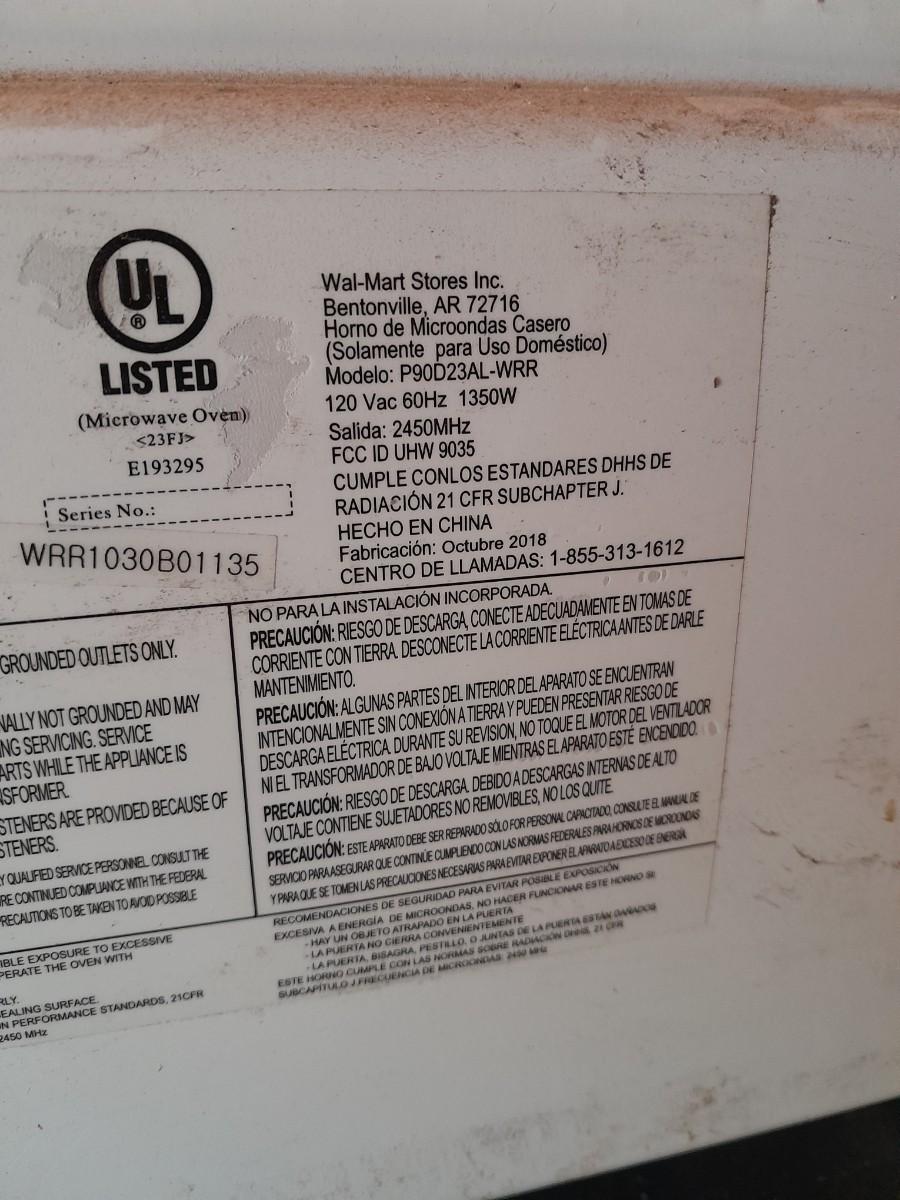 UL
®
LISTED
(Microwave Oven)
<23FJ>
E193295
Series No.:
WRR1030B01135
Wal-Mart Stores Inc.
Bentonville, AR 72716
Horno de Microondas Casero
(Solamente para Uso Doméstico)
Modelo: P90D23AL-WRR
120 Vac 60Hz 1350W
Salida: 2450MHz
FCC ID UHW 9035
CUMPLE CONLOS ESTANDARES DHHS DE
RADIACIÓN 21 CFR SUBCHAPTER J.
HECHO EN CHINA
Fabricación: Octubre 2018
CENTRO DE LLAMADAS: 1-855-313-1612
GROUNDED OUTLETS ONLY.
NALLY NOT GROUNDED AND MAY
NG SERVICING. SERVICE
ARTS WHILE THE APPLIANCE IS
NSFORMER.
STENERS ARE PROVIDED BECAUSE OF
STENERS.
Y QUALIFIED SERVICE PERSONNEL. CONSULT THE
RE CONTINUED COMPLIANCE WITH THE FEDERAL
RECAUTIONS TO BE TAKEN TO AVOID POSSIBLE
IBLE EXPOSURE TO EXCESSIVE
PERATE THE OVEN WITH
RLY.
EALING SURFACE.
N PERFORMANCE STANDARDS, 21CFR
2450 MHz
NO PARA LA INSTALACIÓN INCORPORADA.
PRECAUCIÓN: RIESGO DE DESCARGA, CONECTE ADECUADAMENTE EN TOMAS DE
CORRIENTE CON TIERRA. DESCONECTE LA CORRIENTE ELÉCTRICA ANTES DE DARLE
MANTENIMIENTO.
PRECAUCIÓN: ALGUNAS PARTES DEL INTERIOR DEL APARATO SE ENCUENTRAN
INTENCIONALMENTE SIN CONEXIÓN A TIERRA Y PUEDEN PRESENTAR RIESGO DE
DESCARGA ELÉCTRICA. DURANTE SU REVISION, NO TOQUE EL MOTOR DEL VENTILADOR
NI EL TRANSFORMADOR DE BAJO VOLTAJE MIENTRAS EL APARATO ESTÉ ENCENDIDO.
PRECAUCIÓN: RIESGO DE DESCARGA. DEBIDO A DESCARGAS INTERNAS DE ALTO
VOLTAJE CONTIENE SUJETADORES NO REMOVIBLES, NO LOS QUITE.
PRECAUCIÓN: ESTE APARATO DEBE SER REPARADO SÓLO FOR PERSONAL CAPACITADO, CONSULTE EL MANUAL DE
SERVICIO PARA ASEGURAR QUE CONTINÚE CUMPLIENDO CON LAS NORMAS FEDERALES PARA HORNOS DE MICROONDAS
Y PARA QUE SE TOMEN LAS PRECAUCIONES NECESARIAS PARA EVITAR EXPONER EL APARATO A EXCESO DE ENERGÍA.
RECOMENDACIONES DE SEGURIDAD PARA EVITAR POSIBLE EXPOSICIÓN
EXCESIVA A ENERGÍA DE MICROONDAS, NO HACER FUNCIONAR ESTE HORNO SI:
- HAY UN OBJETO ATRAPADO EN LA PUERTA
- LA PUERTA NO CIERRA CONVENIENTEMENTE
- LA PUERTA, BISAGRA, PESTILLO, O JUNTAS DE LA PUERTA ESTÁN DAÑADOS
ESTE HORNO CUMPLE CON LAS NORMAS SOBRE RADIACIÓN DHHS, 21 CFR
SUBCAPÍTULO J.FRECUENCIA DE MICROONDAS: 2450 MHz